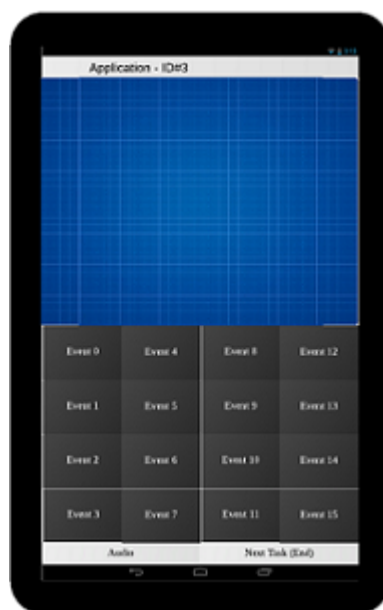 Application - ID#3
Event 0 Event 4 Event 8 Event 12
Event 1 Event 5 Event 9 Event 13
Event 2 Event 6 Event 10 Event 14
Event 3 Event 7 Event 11 Event 15
Audio Next Task (End)